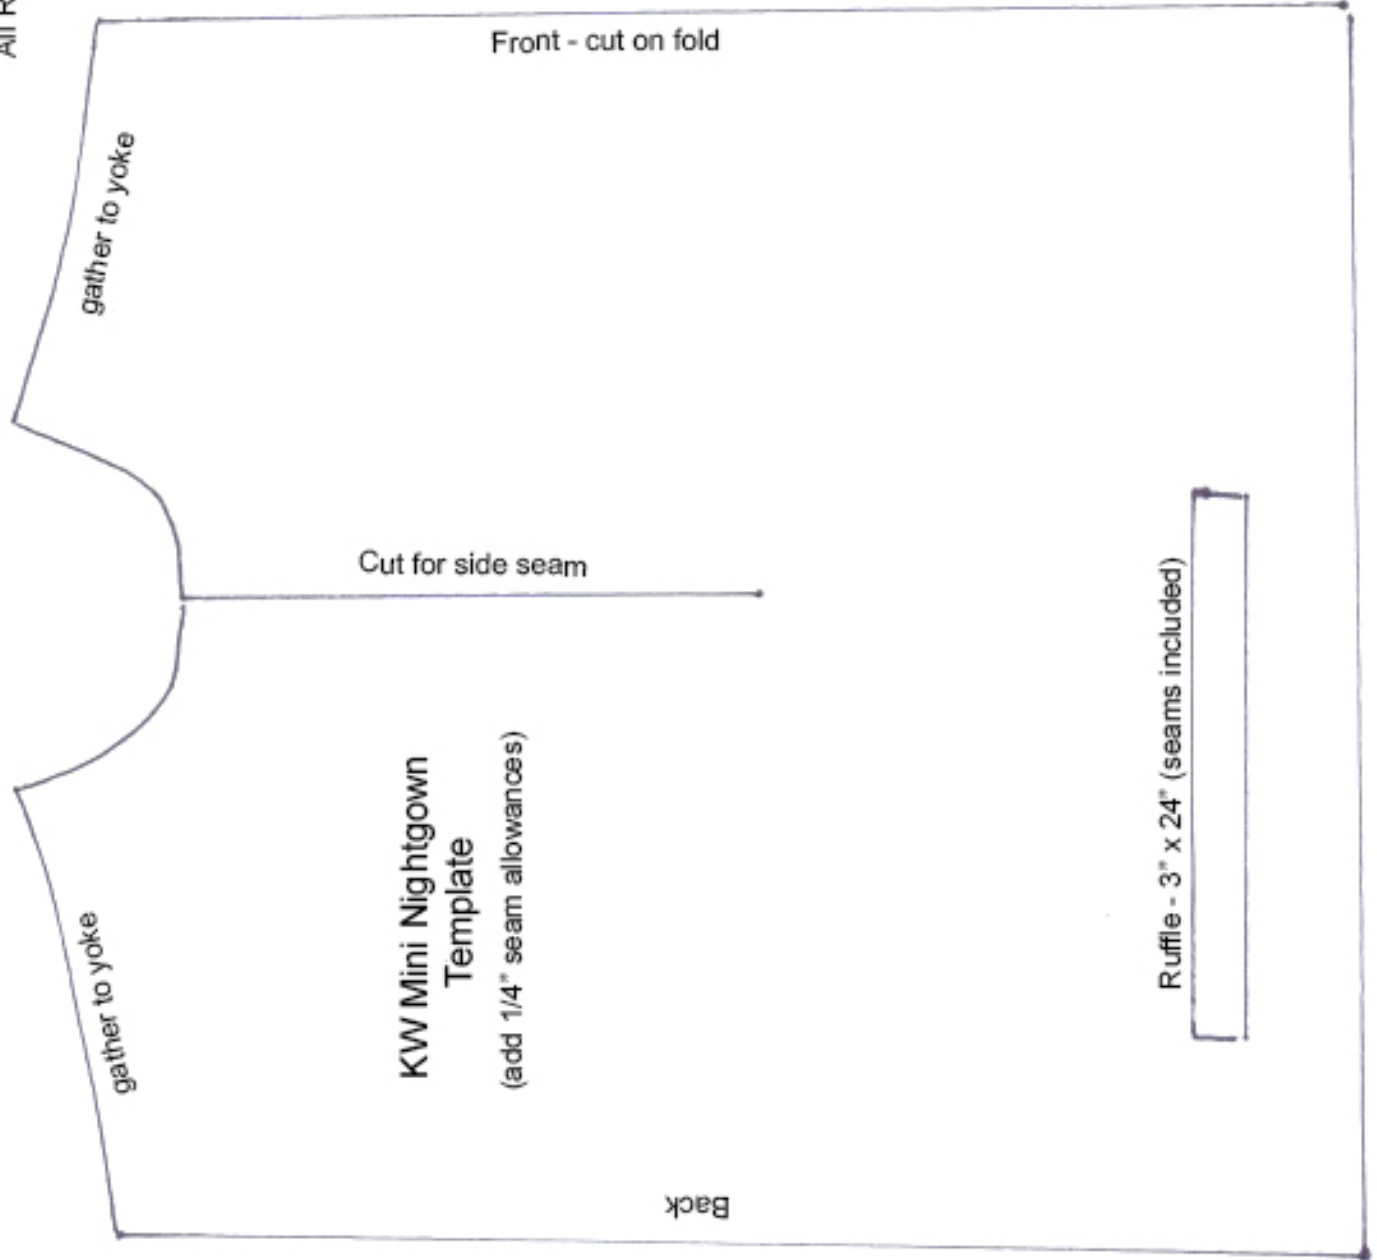 Front - cut on fold
gather to yoke
Cut for side seam
KW Mini Nightgown
Template
(add 1/4" seam allowances)
gather to yoke
Ruffle - 3" x 24" (seams included)
Back